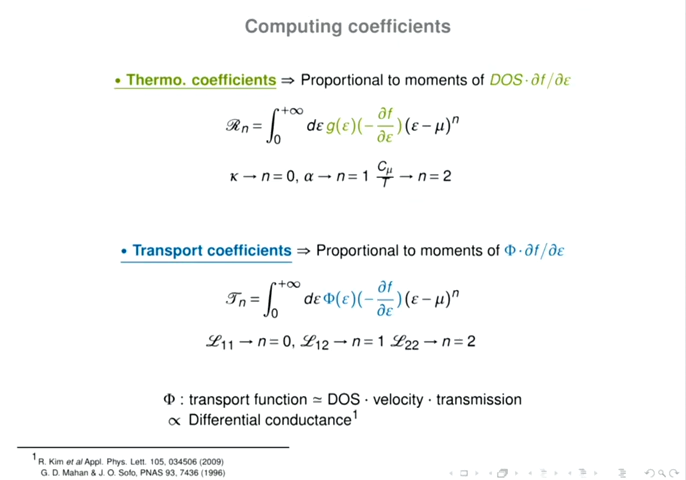 Computing coefficients
• Thermo. coefficients ⇒ Proportional to moments of DOS · ∂f/∂ε
ℛn = ∫0+∞ dε g(ε)(−∂f/∂ε)(ε − μ)^n
κ → n = 0, α → n = 1 Cμ/T → n = 2
• Transport coefficients ⇒ Proportional to moments of Φ · ∂f/∂ε
𝒯n = ∫0+∞ dε Φ(ε)(−∂f/∂ε)(ε − μ)^n
ℒ11 → n = 0, ℒ12 → n = 1 ℒ22 → n = 2
Φ : transport function ≃ DOS · velocity · transmission
∝ Differential conductance1
1 R. Kim et al Appl. Phys. Lett. 105, 034506 (2009)
G. D. Mahan & J. O. Sofo, PNAS 93, 7436 (1996)